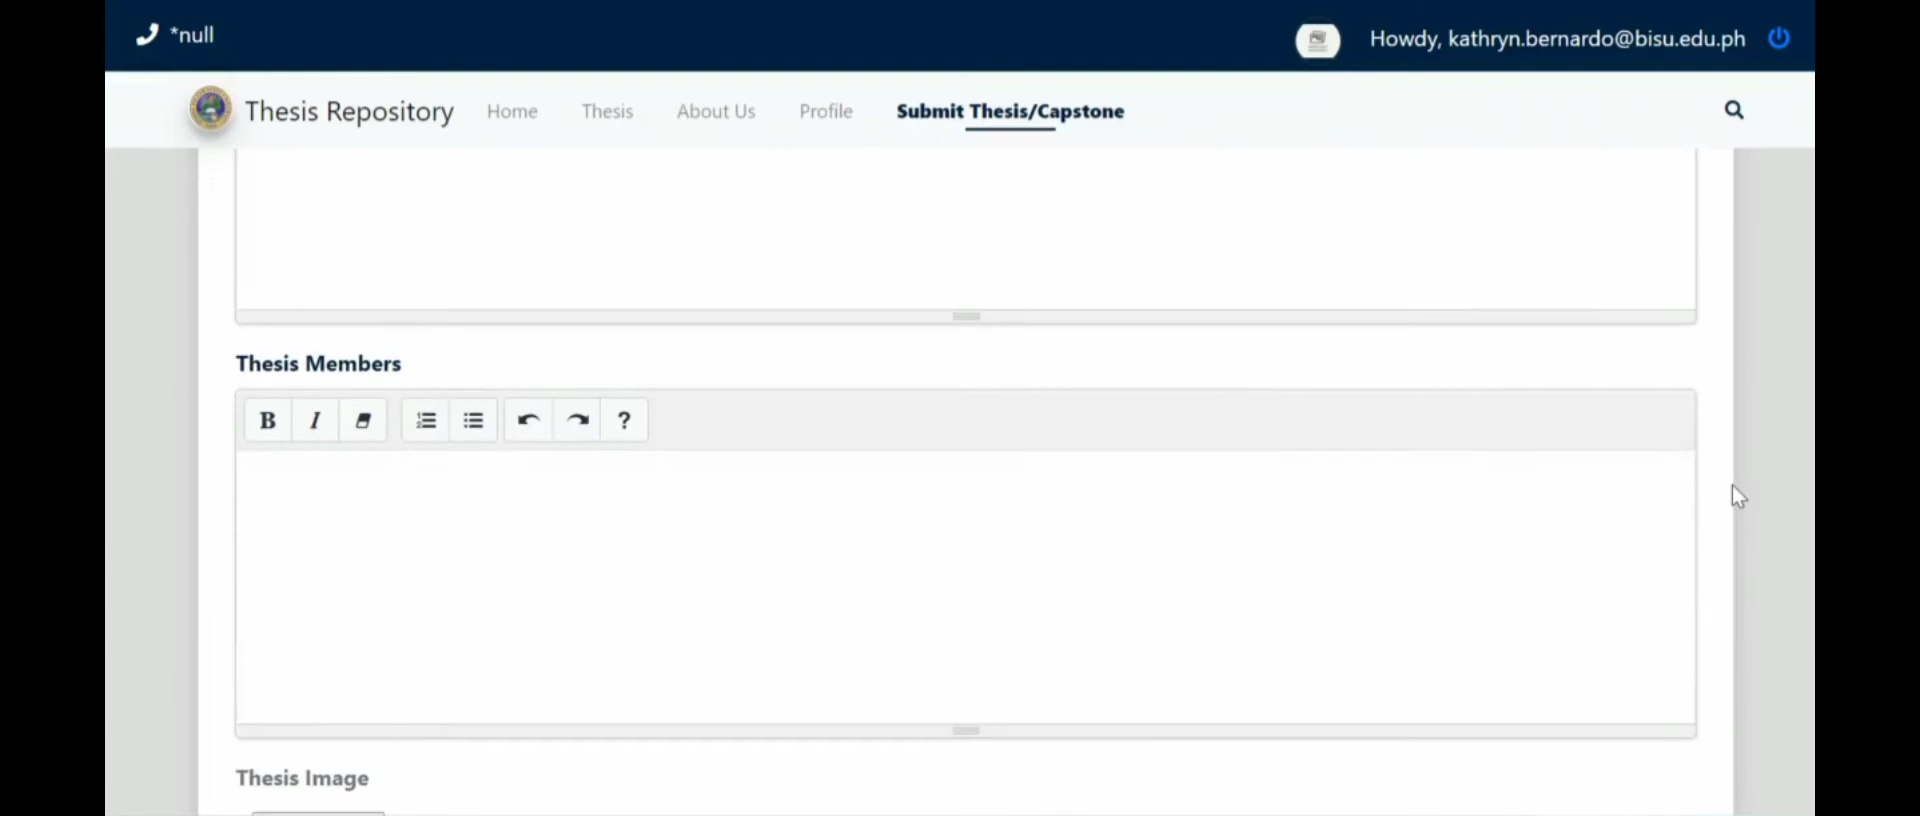 *null
Howdy, kathryn.bernardo@bisu.edu.ph
Thesis Repository Home Thesis About Us Profile Submit Thesis/Capstone
Thesis Members
B I ?
Thesis Image